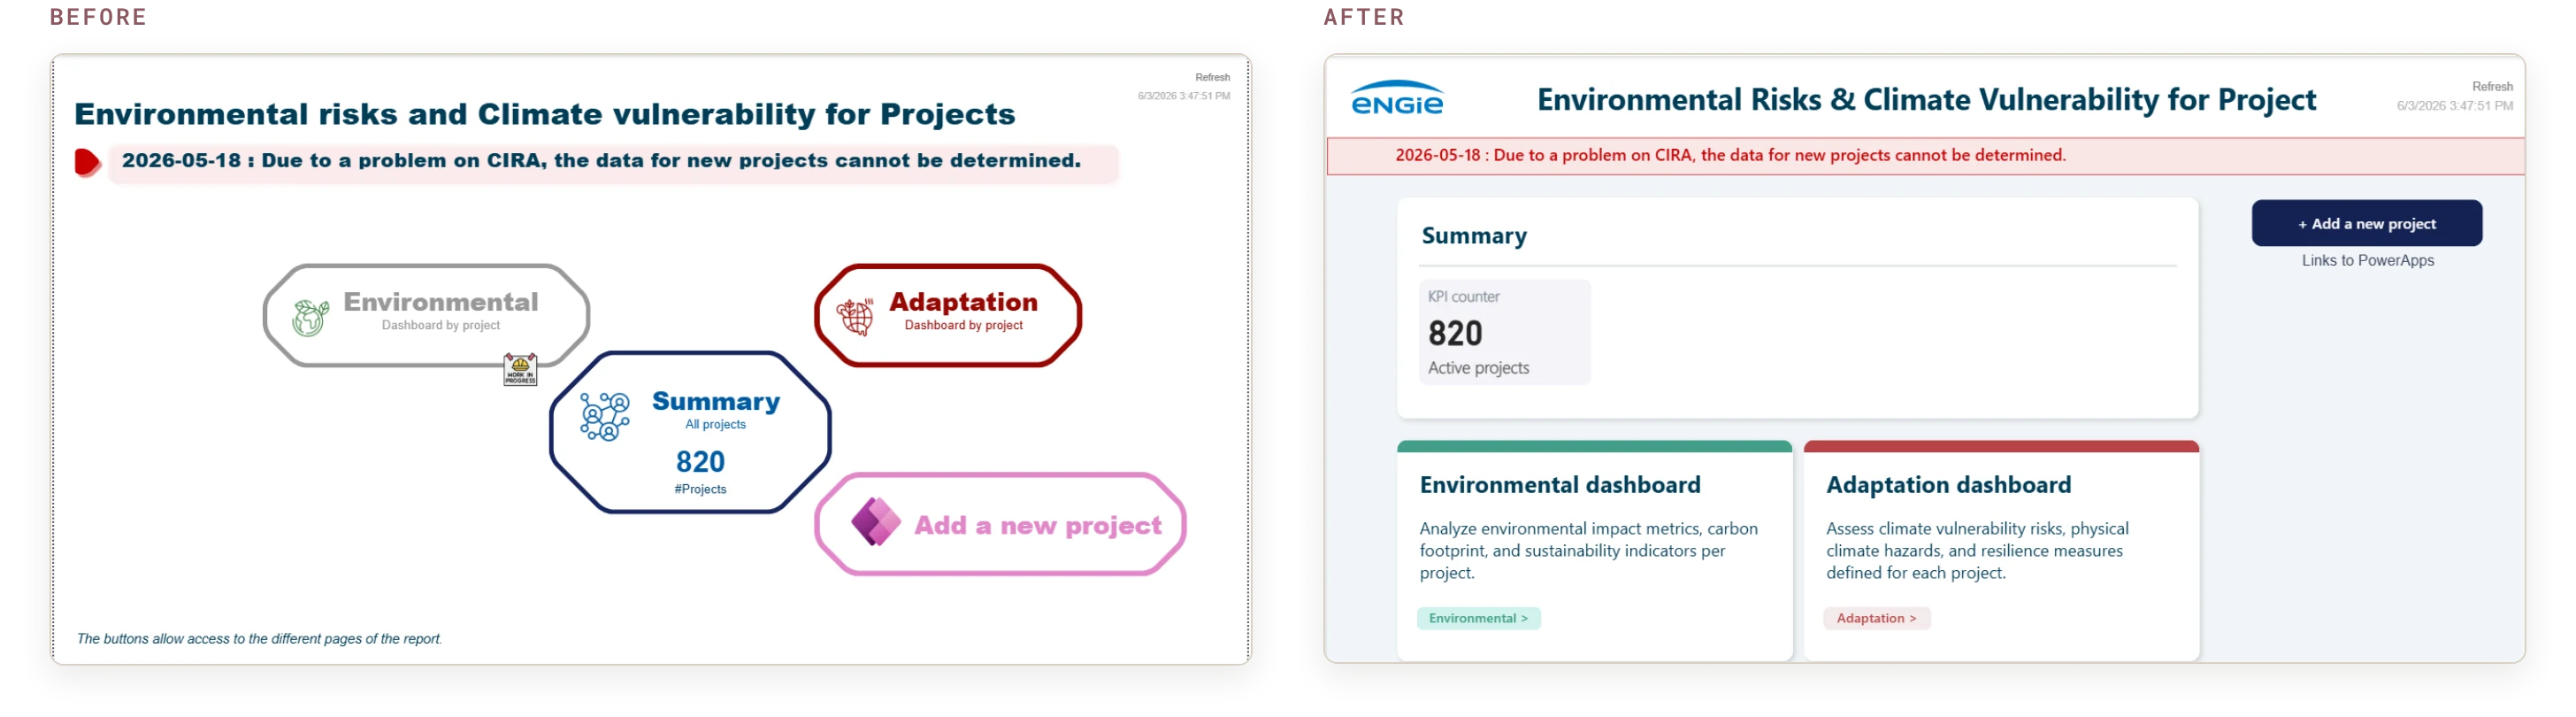 BEFORE
Refresh
6/3/2026 3:47:51 PM
Environmental risks and Climate vulnerability for Projects
2026-05-18 : Due to a problem on CIRA, the data for new projects cannot be determined.
Environmental
Dashboard by project
WORK IN
PROGRESS
Adaptation
Dashboard by project
Summary
All projects
820
#Projects
Add a new project
The buttons allow access to the different pages of the report.
AFTER
ENGIE
Environmental Risks & Climate Vulnerability for Project
Refresh
6/3/2026 3:47:51 PM
2026-05-18 : Due to a problem on CIRA, the data for new projects cannot be determined.
Summary
KPI counter
820
Active projects
+ Add a new project
Links to PowerApps
Environmental dashboard
Analyze environmental impact metrics, carbon
footprint, and sustainability indicators per
project.
Environmental >
Adaptation dashboard
Assess climate vulnerability risks, physical
climate hazards, and resilience measures
defined for each project.
Adaptation >